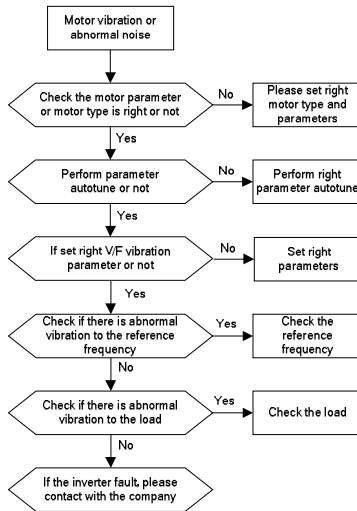 Motor vibration or
abnormal noise
Check the motor parameter
or motor type is right or not
No
Please set right
motor type and
parameters
Yes
Perform parameter
autotune or not
No
Perform right
parameter autotune
Yes
If set right V/F vibration
parameter or not
No
Set right
parameters
Yes
Check if there is abnormal
vibration to the reference
frequency
Yes
Check the
reference
frequency
No
Check if there is abnormal
vibration to the load
Yes
Check the load
No
If the inverter fault, please
contact with the company